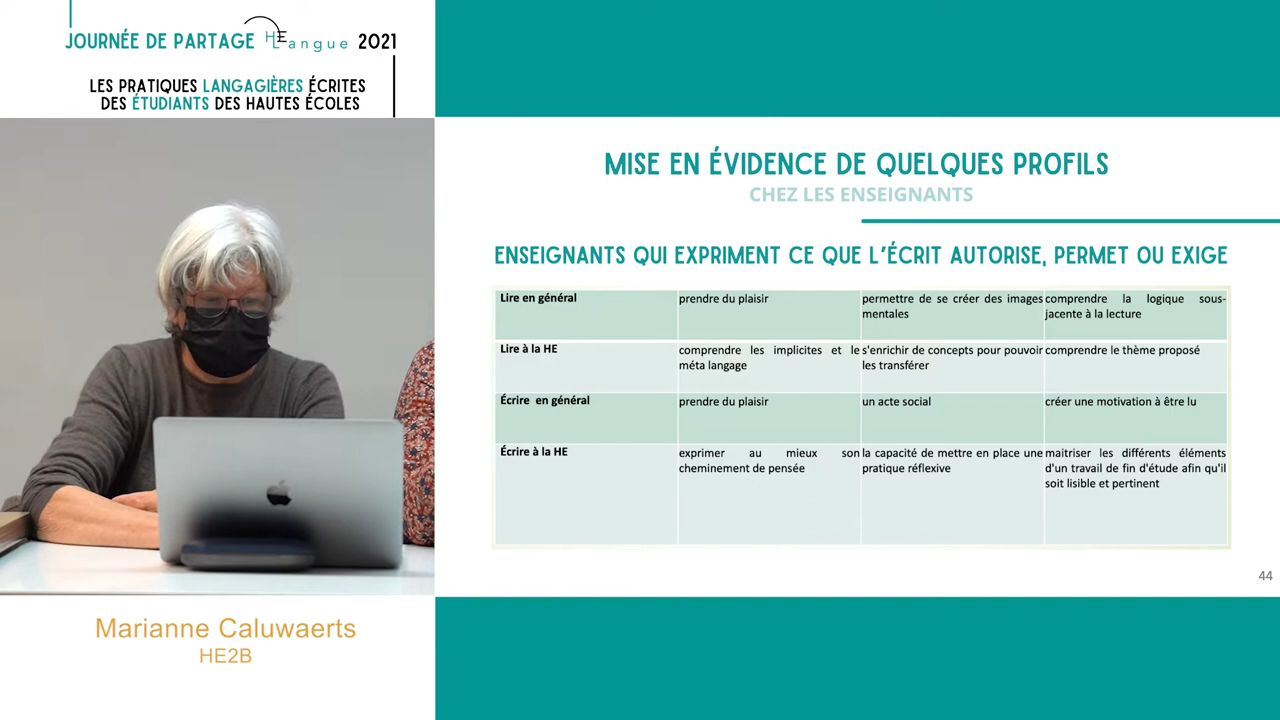 JOURNÉE DE PARTAGE HELangue 2021
LES PRATIQUES LANGAGIÈRES ÉCRITES
DES ÉTUDIANTS DES HAUTES ÉCOLES
MISE EN ÉVIDENCE DE QUELQUES PROFILS
CHEZ LES ENSEIGNANTS
ENSEIGNANTS QUI EXPRIMENT CE QUE L'ÉCRIT AUTORISE, PERMET OU EXIGE
Lire en général
prendre du plaisir
permettre de se créer des images
mentales
comprendre la logique sous-
jacente à la lecture
Lire à la HE
comprendre les implicites et le
méta langage
s'enrichir de concepts pour pouvoir
les transférer
comprendre le thème proposé
Écrire en général
prendre du plaisir
un acte social
créer une motivation à être lu
Écrire à la HE
exprimer au mieux son
cheminement de pensée
la capacité de mettre en place une
pratique réflexive
maitriser les différents éléments
d'un travail de fin d'étude afin qu'il
soit lisible et pertinent
44
Marianne Caluwaerts
HE2B